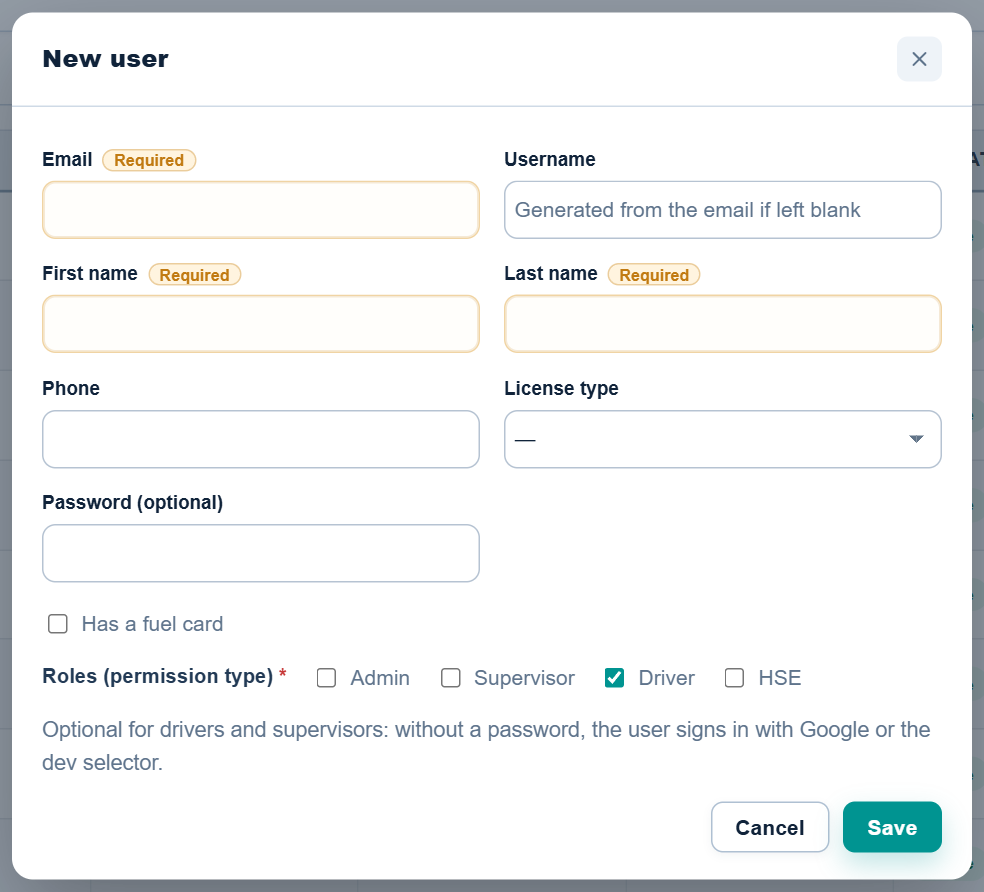 New user
Email Required
Username
Generated from the email if left blank
First name Required
Last name Required
Phone
License type
—
Password (optional)
Has a fuel card
Roles (permission type) * Admin Supervisor Driver HSE
Optional for drivers and supervisors: without a password, the user signs in with Google or the
dev selector.
Cancel Save